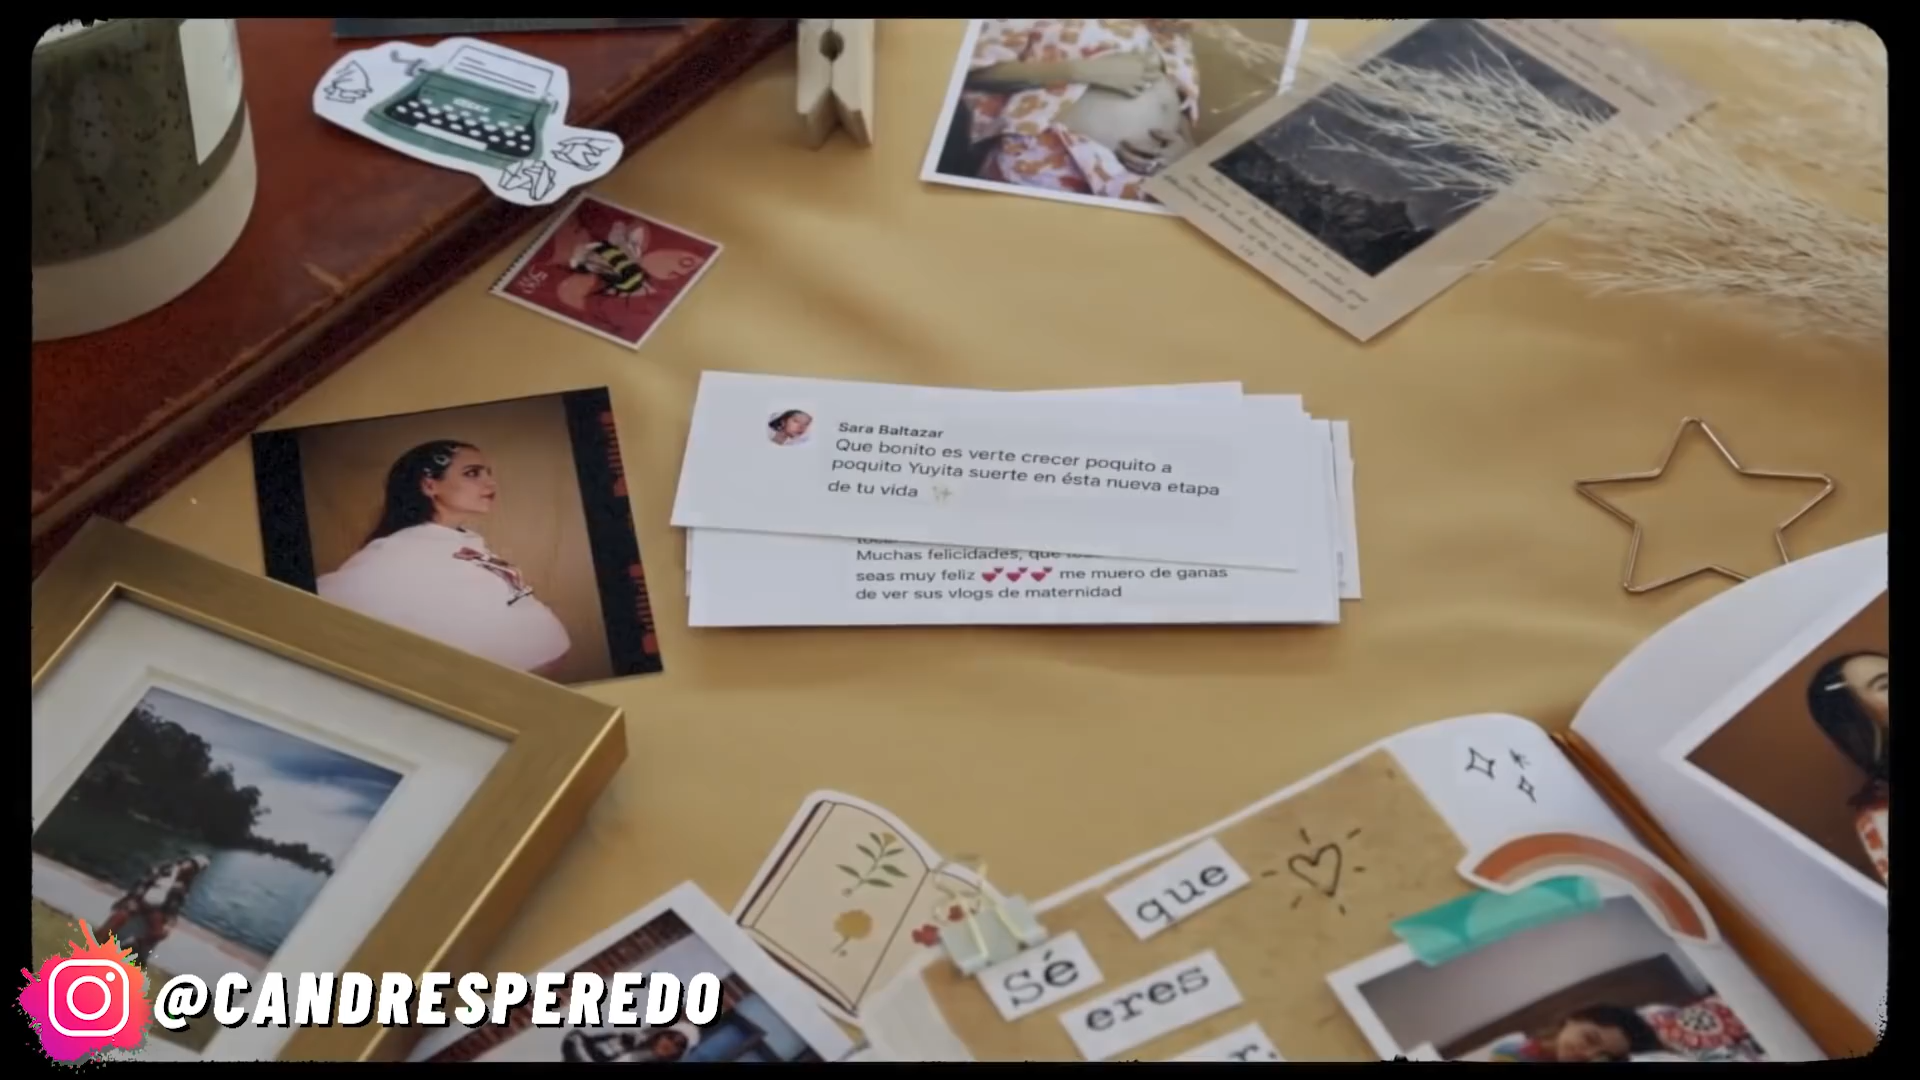 Sara Baltazar
Que bonito es verte crecer poquito a
poquito Yuyita suerte en ésta nueva etapa
de tu vida ✨
Muchas felicidades, que
seas muy feliz 💕💕💕 me muero de ganas
de ver sus vlogs de maternidad
que
Sé
eres
@CANDRESPEREDO